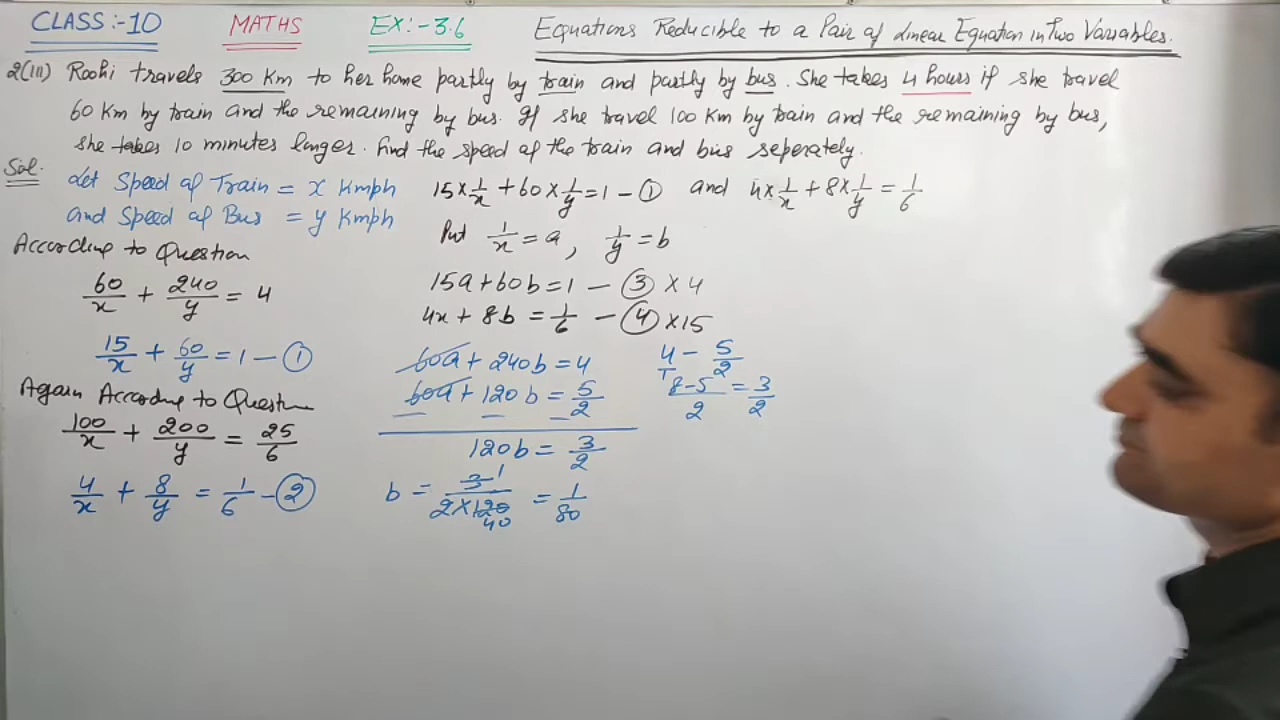 CLASS:-10 MATHS EX:-3.6 Equations Reducible to a Pair of Linear Equation in Two Variables.
2(III) Roohi travels 300 Km to her home partly by train and partly by bus. She takes 4 hours if she travel
60 Km by train and the remaining by bus. If she travel 100 Km by train and the remaining by bus,
she takes 10 minutes longer. Find the speed of the train and bus seperately.
Sol.
Let Speed of Train = x Kmph
and Speed of Bus = y Kmph
According to Question
60/x + 240/y = 4
15/x + 60/y = 1 - ①
Again According to Question
100/x + 200/y = 25/6
4/x + 8/y = 1/6 - ②
15 × 1/x + 60 × 1/y = 1 - ① and 4 × 1/x + 8 × 1/y = 1/6
Put 1/x = a, 1/y = b
15a + 60b = 1 - ③ × 4
4x + 8b = 1/6 - ④ × 15
60a + 240b = 4
60a + 120b = 5/2
- - -
120b = 3/2
b = 3 1/2×120 40 = 1/80
4/1 - 5/2
8-5/2 = 3/2